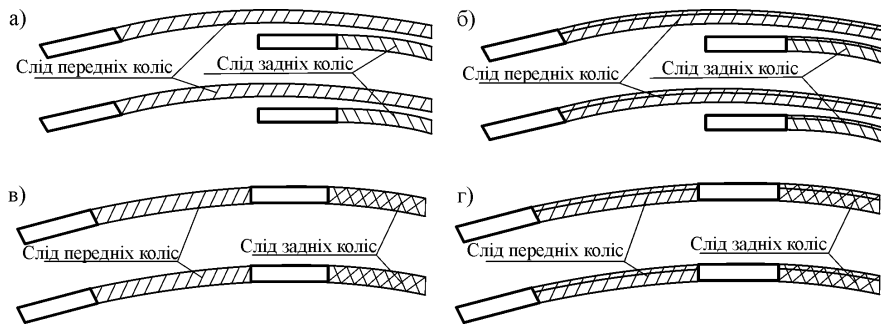 а)
Слід передніх коліс
Слід задніх коліс
б)
Слід передніх коліс
Слід задніх коліс
в)
Слід передніх коліс
Слід задніх коліс
г)
Слід передніх коліс
Слід задніх коліс